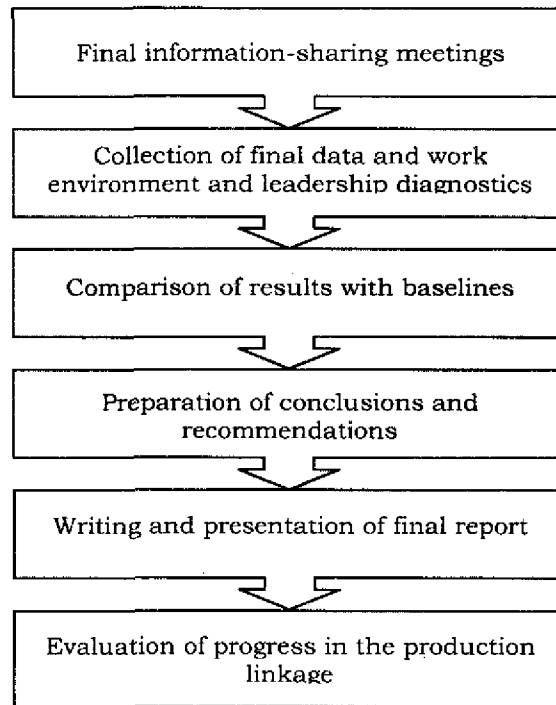 Final information-sharing meetings
Collection of final data and work
environment and leadership diagnostics
Comparison of results with baselines
Preparation of conclusions and
recommendations
Writing and presentation of final report
Evaluation of progress in the production
linkage